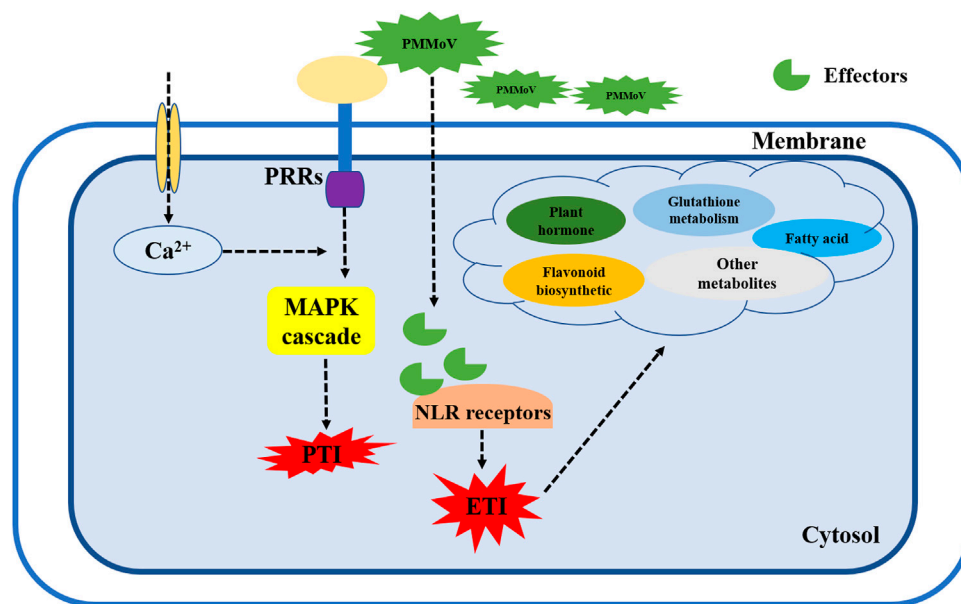 PMMoV
PMMoV
PMMoV
Effectors
Membrane
PRRs
Ca²⁺
Plant
hormone
Glutathione
metabolism
Fatty acid
Flavonoid
biosynthetic
Other
metabolites
MAPK
cascade
NLR receptors
PTI
ETI
Cytosol